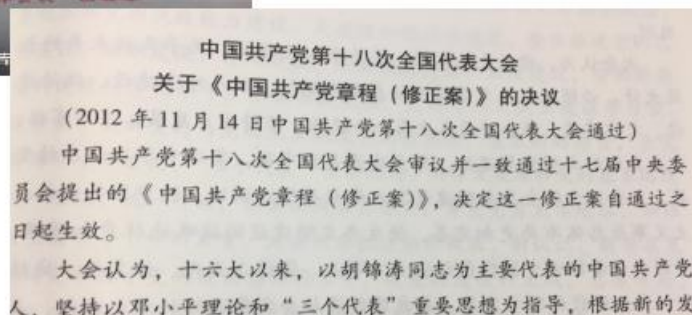 中国共产党第十八次全国代表大会
关于《中国共产党章程（修正案）》的决议
（2012 年 11 月 14 日中国共产党第十八次全国代表大会通过）
中国共产党第十八次全国代表大会审议并一致通过十七届中央委
员会提出的《中国共产党章程（修正案）》，决定这一修正案自通过之
日起生效。
大会认为，十六大以来，以胡锦涛同志为主要代表的中国共产党
人，坚持以邓小平理论和“三个代表”重要思想为指导，根据新的发